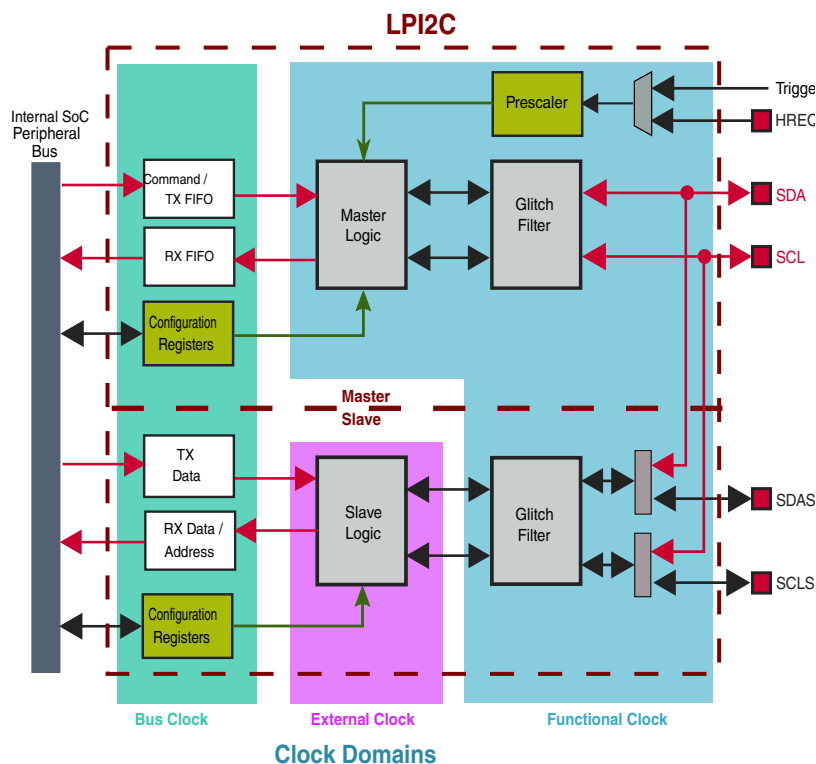 LPI2C
Internal SoC
Peripheral
Bus
Prescaler
Trigge
HREQ
Command /
TX FIFO
Master
Logic
Glitch
Filter
SDA
RX FIFO
SCL
Configuration
Registers
Master
Slave
TX
Data
Slave
Logic
Glitch
Filter
SDAS
RX Data /
Address
SCLS
Configuration
Registers
Bus Clock
External Clock
Functional Clock
Clock Domains